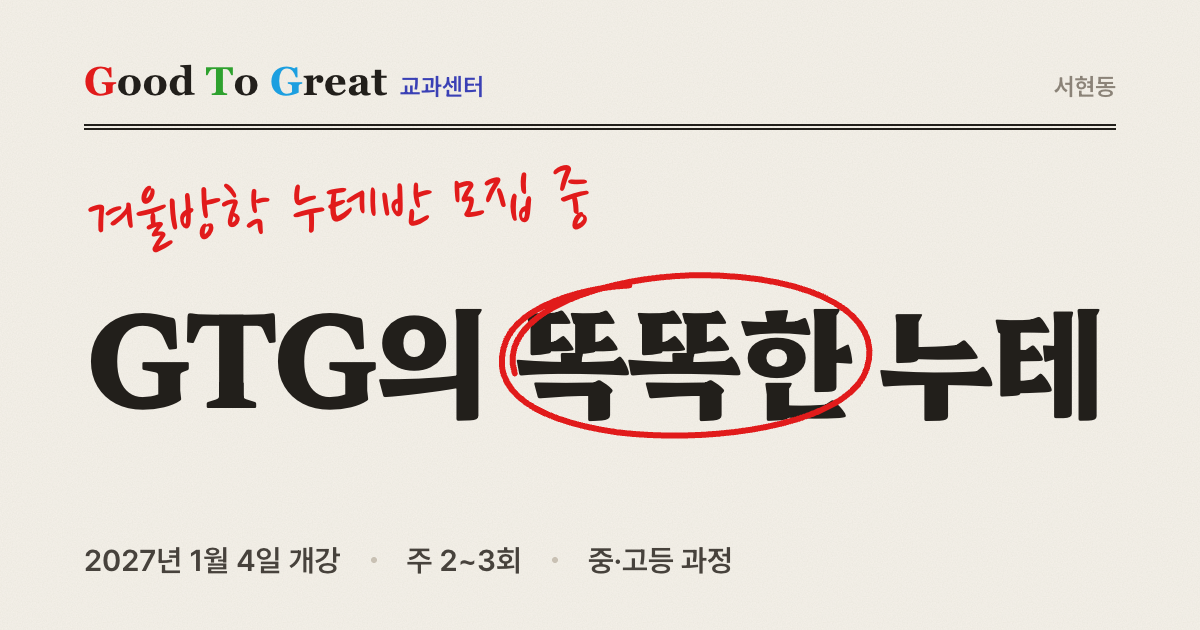 Good To Great 교과센터
서현동
겨울방학 누테반 모집 중
GTG의 똑똑한 누테
2027년 1월 4일 개강 • 주 2~3회 • 중·고등 과정